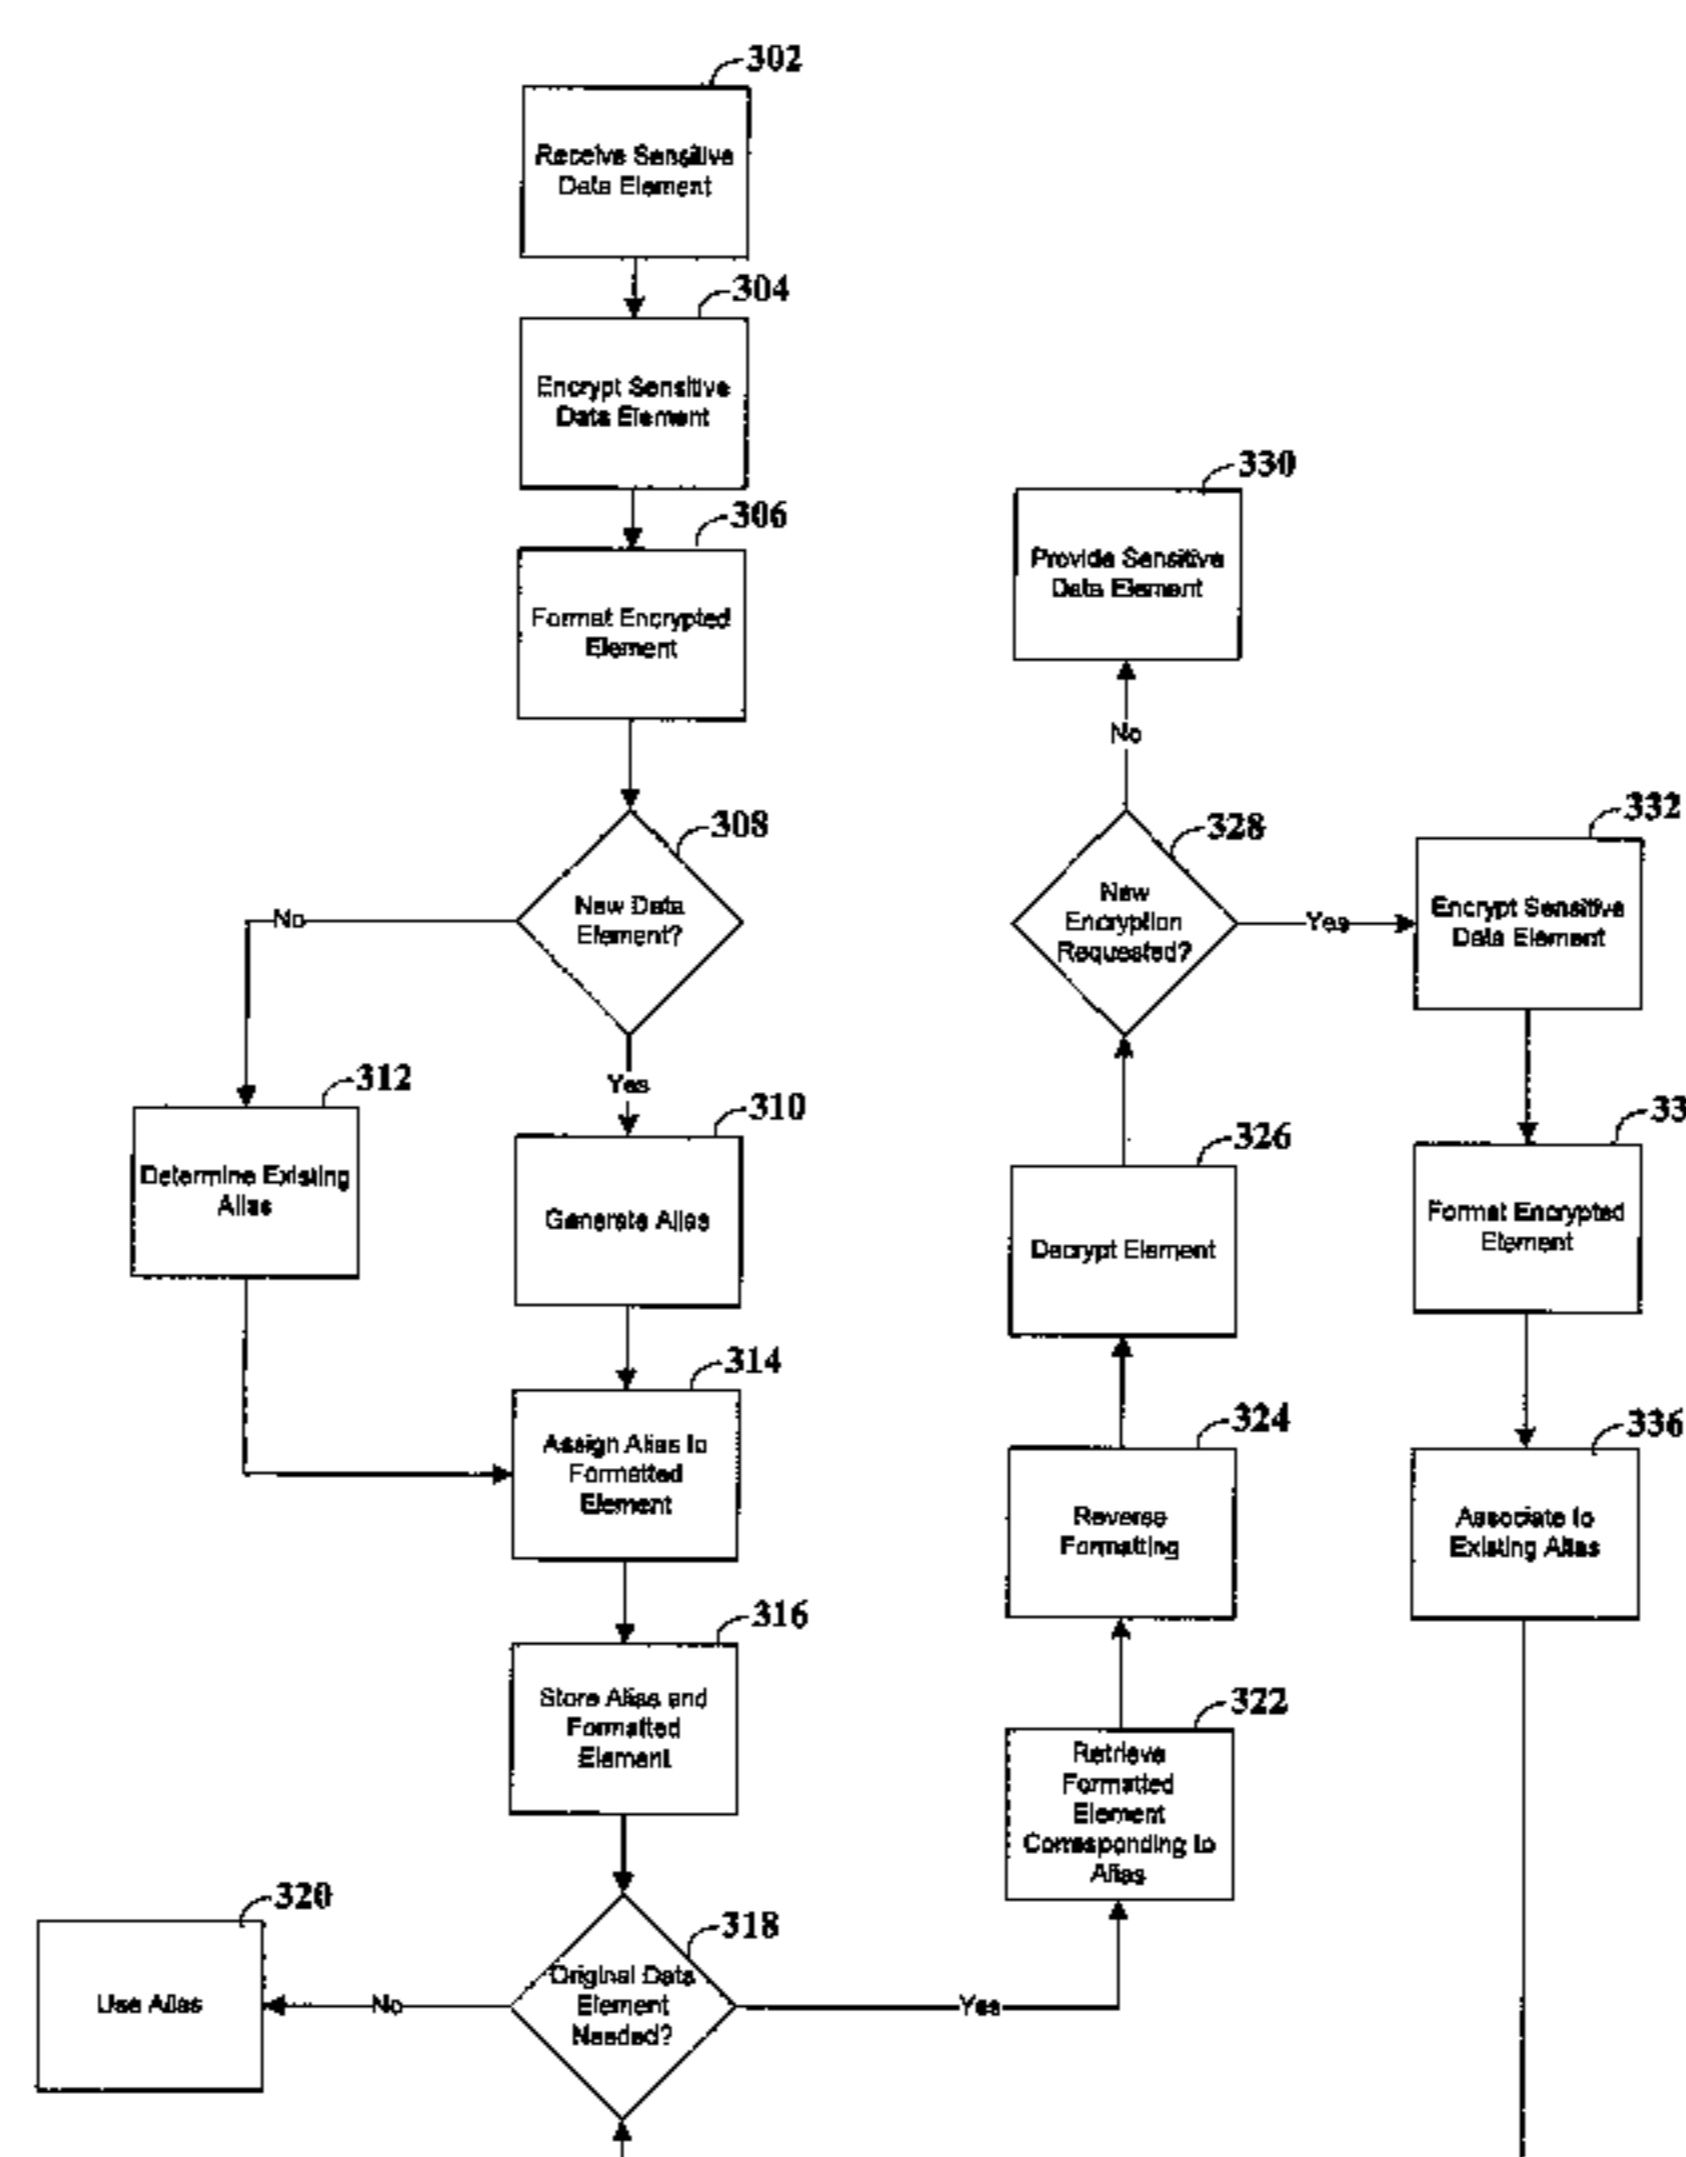 302
Receive Sensitive
Data Element
304
Encrypt Sensitive
Data Element
306
Format Encrypted
Element
308
New Data
Element?
No
Yes
312
Determine Existing
Alias
310
Generate Alias
314
Assign Alias to
Formatted
Element
316
Store Alias and
Formatted
Element
318
Original Data
Element
Needed?
No
320
Use Alias
Yes
322
Retrieve
Formatted
Element
Corresponding to
Alias
324
Reverse
Formatting
326
Decrypt Element
328
New
Encryption
Requested?
No
330
Provide Sensitive
Data Element
Yes
332
Encrypt Sensitive
Data Element
33
Format Encrypted
Element
336
Associate to
Existing Alias